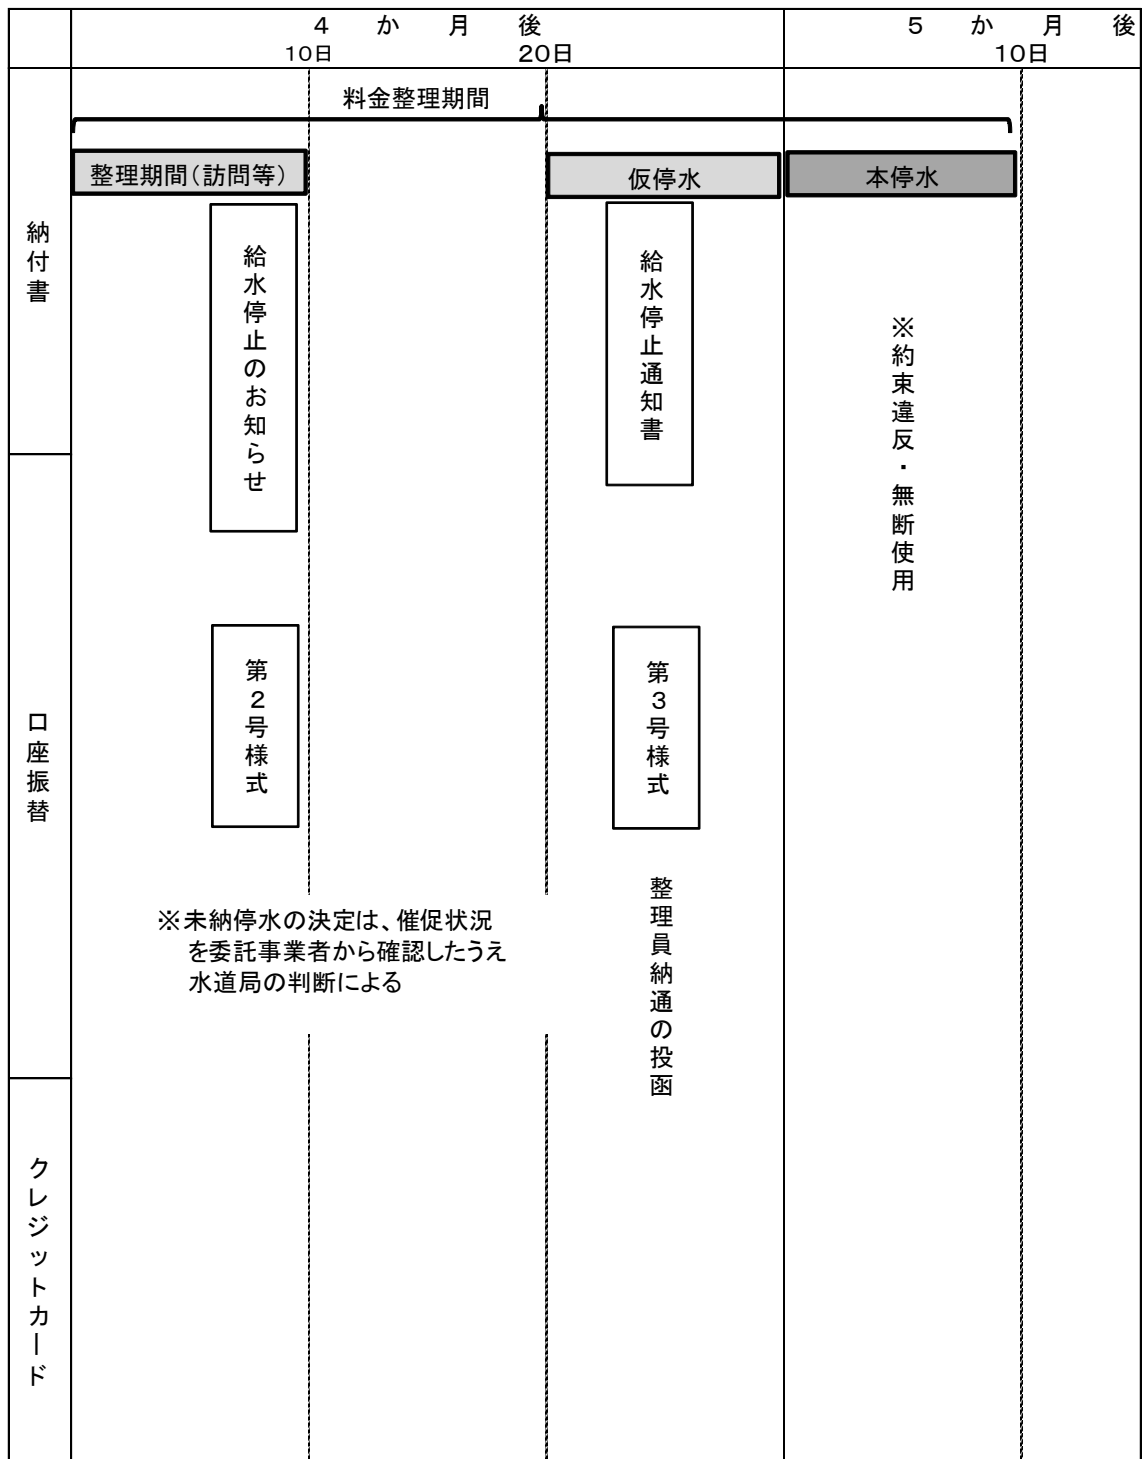 4か月後
5か月後
10日
20日
10日
料金整理期間
整理期間（訪問等）
仮停水
本停水
納付書
給水停止のお知らせ
給水停止通知書
※約束違反・無断使用
口座振替
第2号様式
第3号様式
※未納停水の決定は、催促状況
を委託事業者から確認したうえ
水道局の判断による
整理員納通の投函
クレジットカード